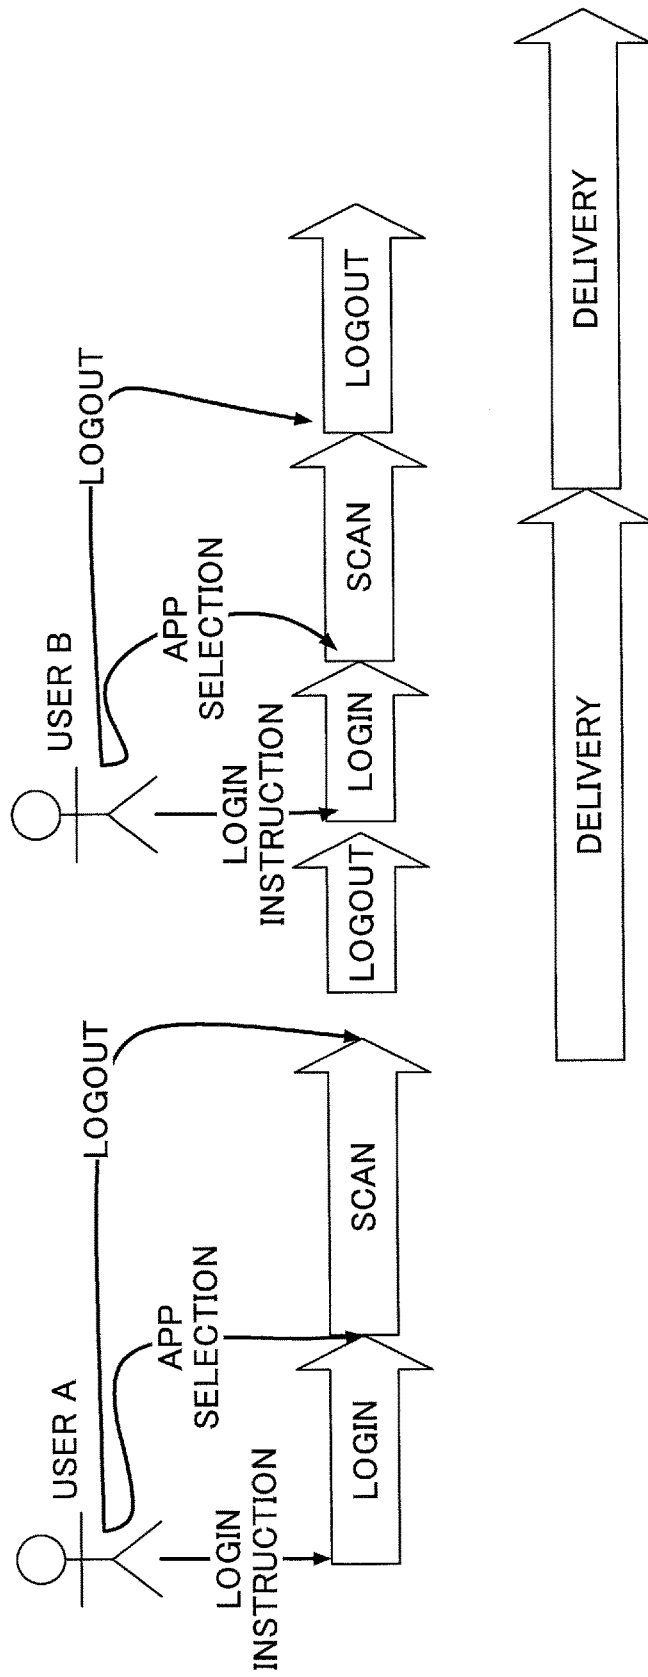 USER A
LOGIN
INSTRUCTION
APP
SELECTION
LOGOUT
USER B
LOGIN
INSTRUCTION
APP
SELECTION
LOGOUT
LOGIN
SCAN
LOGOUT
LOGIN
SCAN
LOGOUT
DELIVERY
DELIVERY